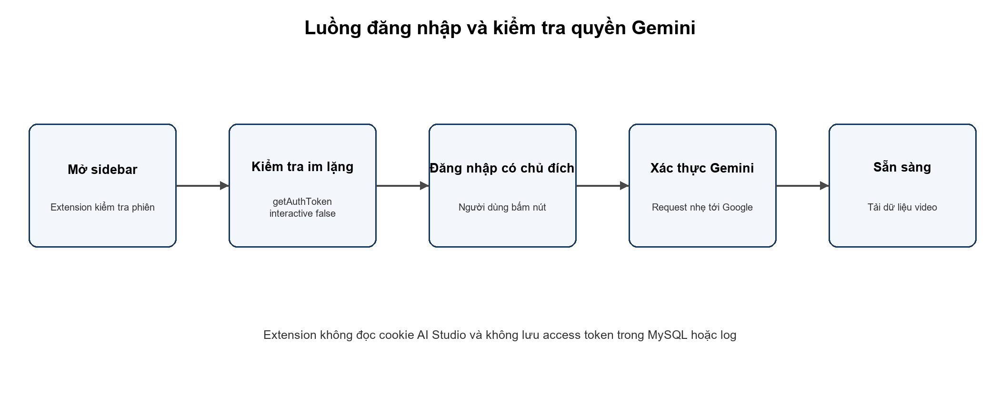 Luồng đăng nhập và kiểm tra quyền Gemini
Mở sidebar
Extension kiểm tra phiên
Kiểm tra im lặng
getAuthToken
interactive false
Đăng nhập có chủ đích
Người dùng bấm nút
Xác thực Gemini
Request nhẹ tới Google
Sẵn sàng
Tải dữ liệu video
Extension không đọc cookie AI Studio và không lưu access token trong MySQL hoặc log